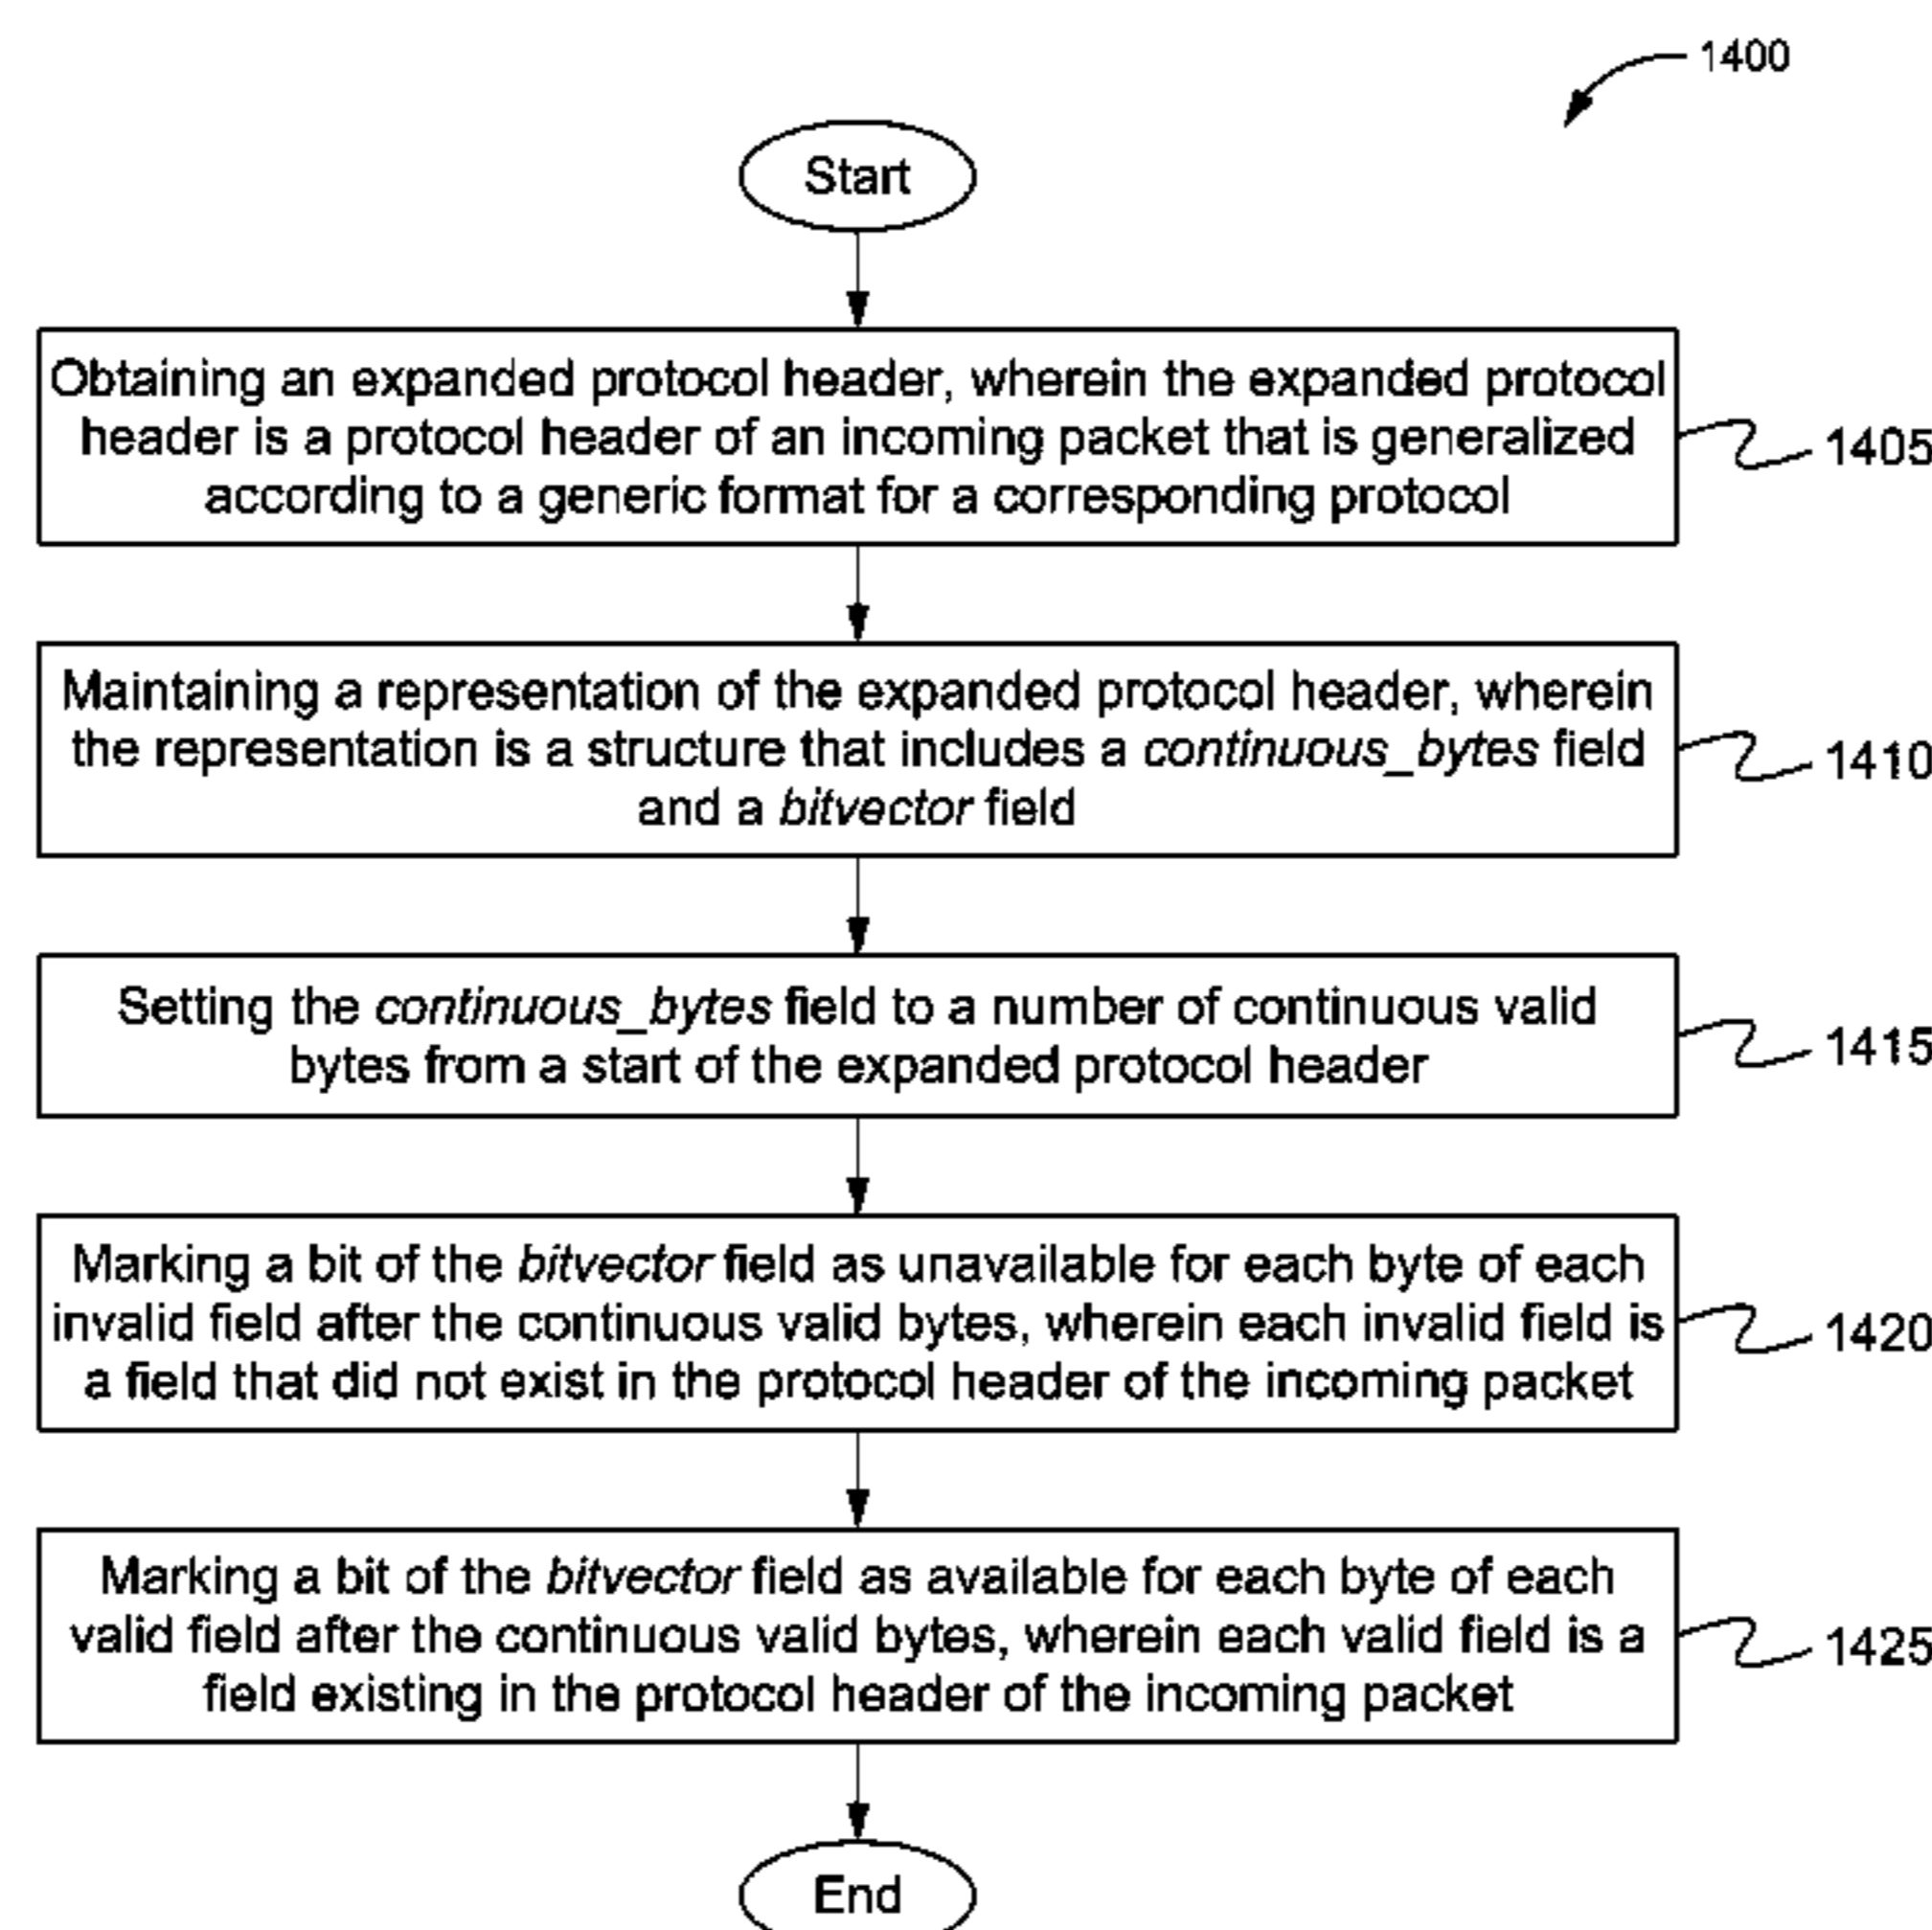 1400
Start
Obtaining an expanded protocol header, wherein the expanded protocol
header is a protocol header of an incoming packet that is generalized
according to a generic format for a corresponding protocol
1405
Maintaining a representation of the expanded protocol header, wherein
the representation is a structure that includes a continuous_bytes field
and a bitvector field
1410
Setting the continuous_bytes field to a number of continuous valid
bytes from a start of the expanded protocol header
1415
Marking a bit of the bitvector field as unavailable for each byte of each
invalid field after the continuous valid bytes, wherein each invalid field is
a field that did not exist in the protocol header of the incoming packet
1420
Marking a bit of the bitvector field as available for each byte of each
valid field after the continuous valid bytes, wherein each valid field is a
field existing in the protocol header of the incoming packet
1425
End